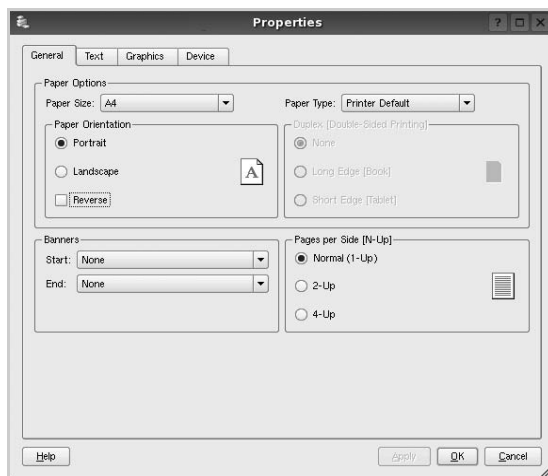 Properties
General Text Graphics Device
Paper Options
Paper Size: A4 Paper Type: Printer Default
Paper Orientation
Portrait
Landscape
Reverse
A
Duplex [Double-Sided Printing]
None
Long Edge [Book]
Short Edge [Tablet]
Banners
Start: None
End: None
Pages per Side [N-Up]
Normal (1-Up)
2-Up
4-Up
Help Apply OK Cancel